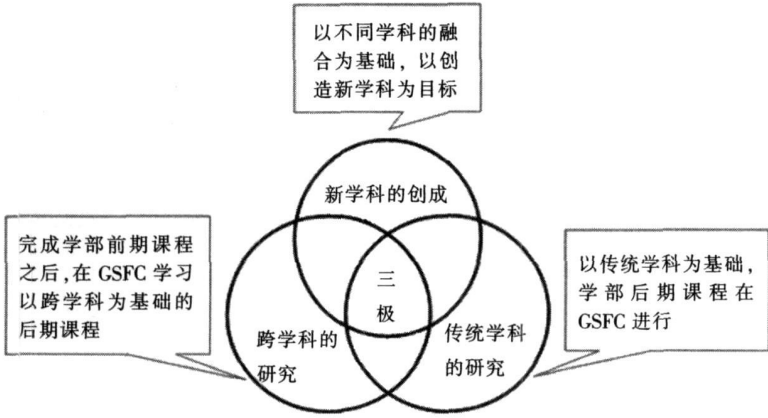 以不同学科的融
合为基础，以创
造新学科为目标
新学科的创成
完成学部前期课程
之后,在 GSFC 学习
以跨学科为基础的
后期课程
三
极
以传统学科为基础，
学部后期课程在
GSFC 进行
跨学科的
研究
传统学科
的研究